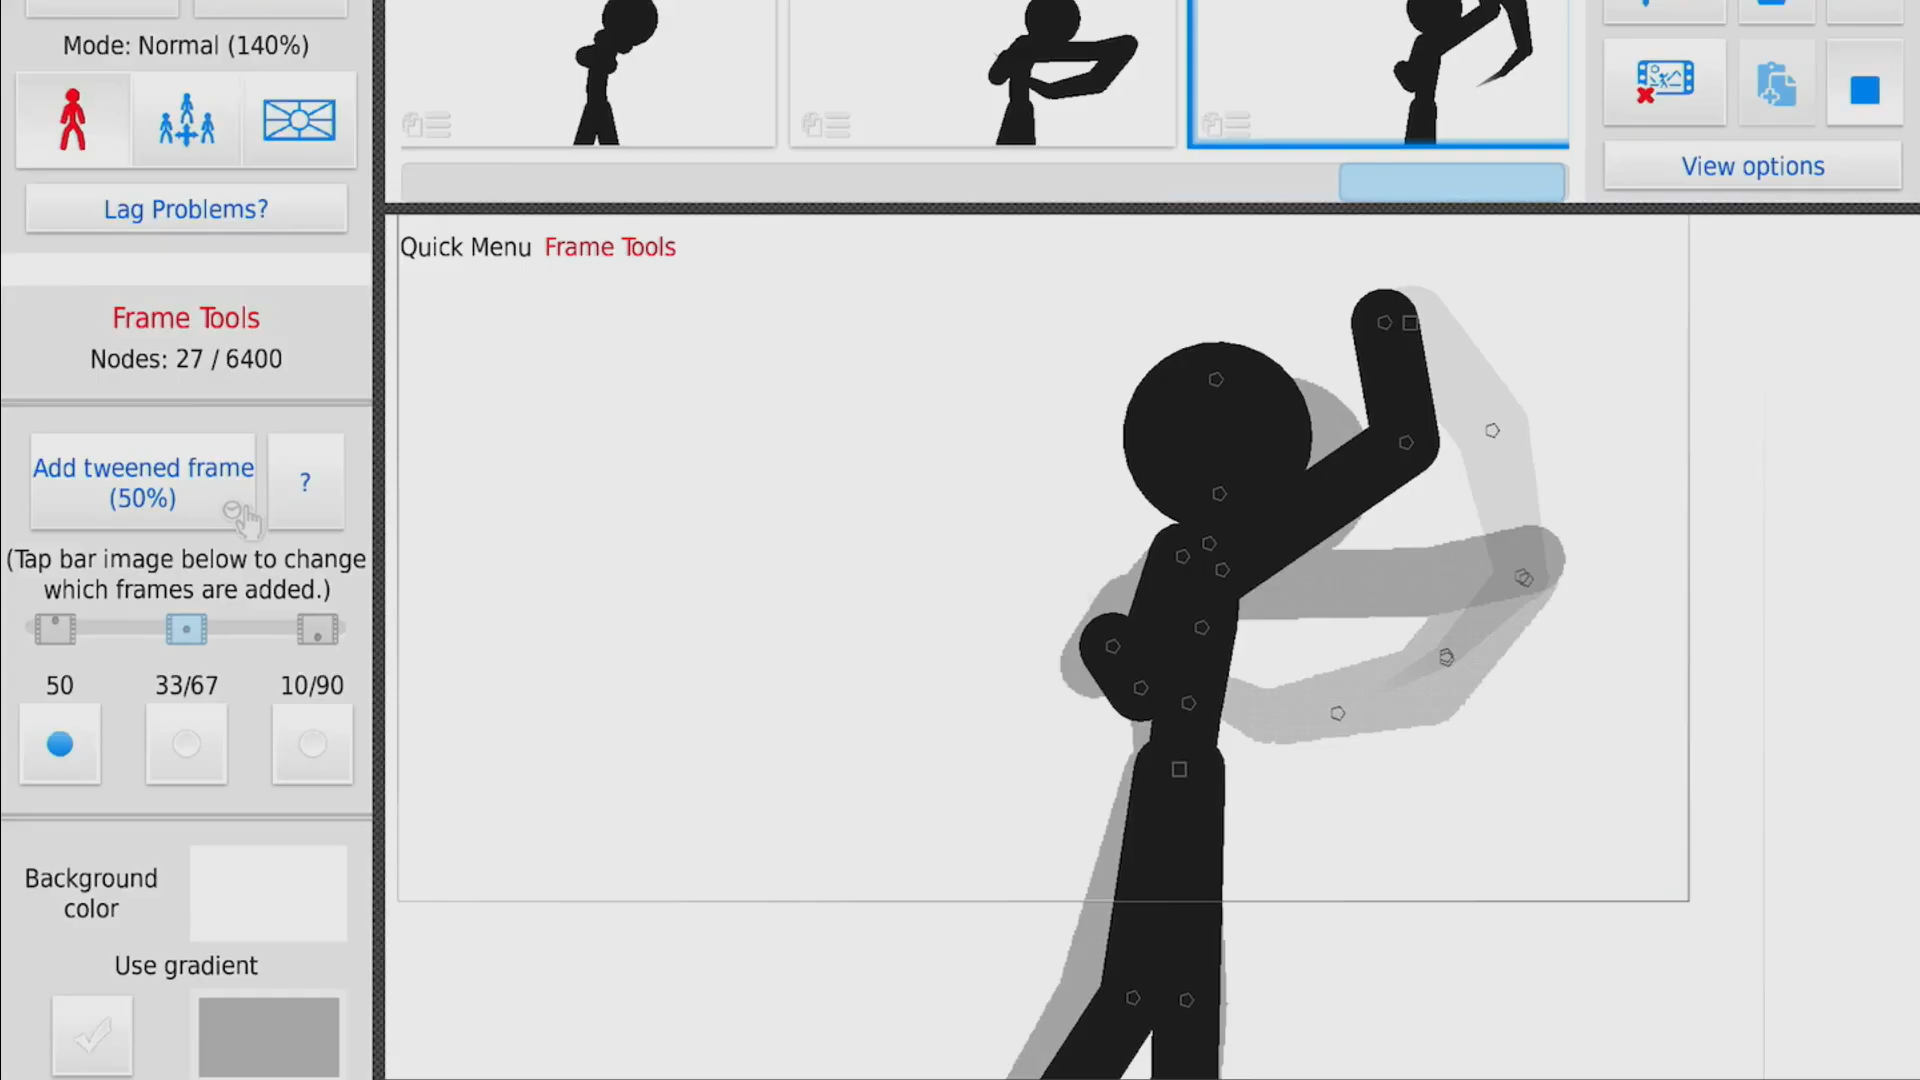 Mode: Normal (140%)
Lag Problems?
Frame Tools
Nodes: 27 / 6400
Add tweened frame
(50%)
?
(Tap bar image below to change
which frames are added.)
50 33/67 10/90
Background
color
Use gradient
View options
Quick Menu Frame Tools